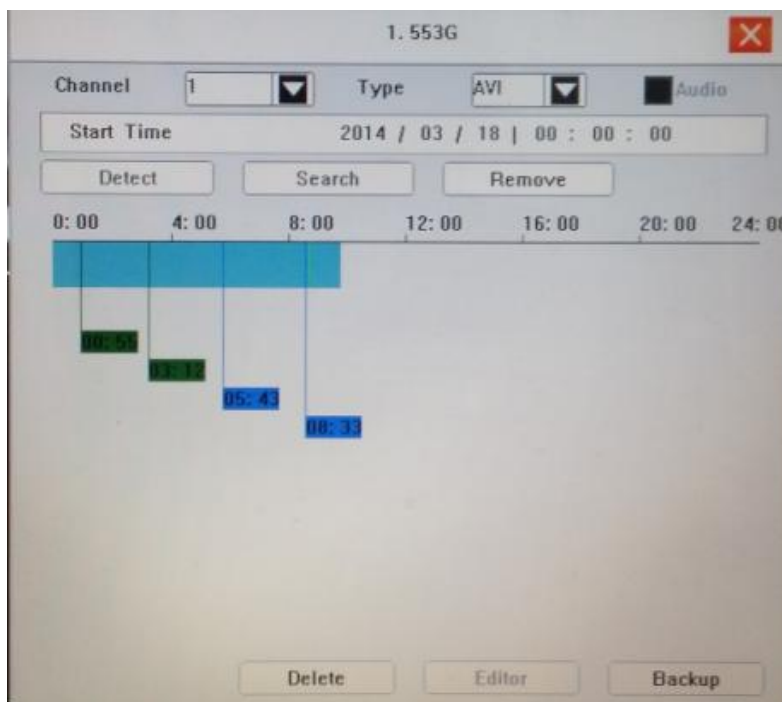 1.553G
Channel 1 Type AVI Audio
Start Time 2014 / 03 / 18 | 00 : 00 : 00
Detect Search Remove
0:00 4:00 8:00 12:00 16:00 20:00 24:00
00:55
03:12
05:43
08:33
Delete Editor Backup